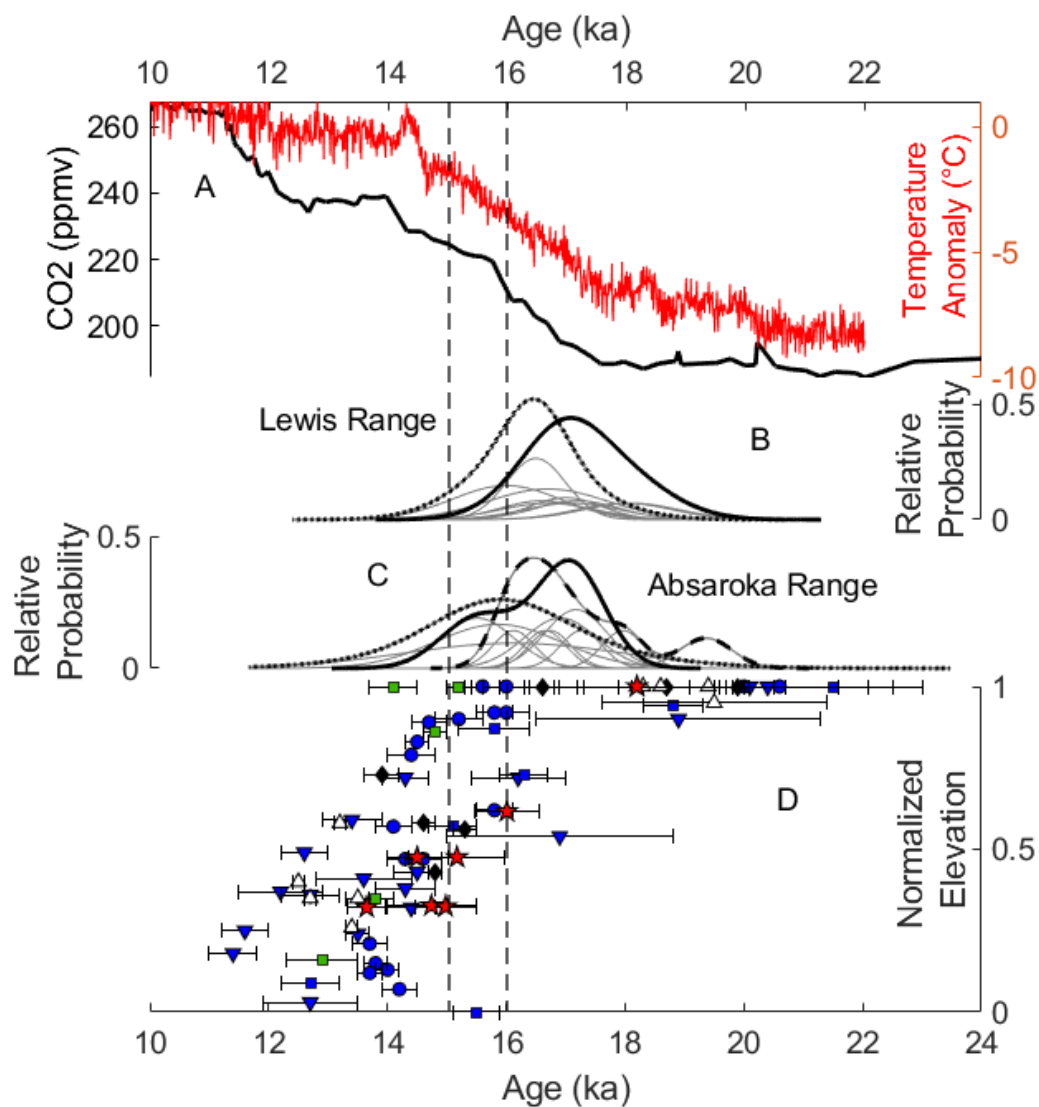 Age (ka)
10 12 14 16 18 20 22
260
240
220
200
CO2 (ppmv)
A
0
-5
-10
Temperature
Anomaly (°C)
Lewis Range
B
0.5
0
Relative
Probability
0.5
0
Relative
Probability
C
Absaroka Range
D
1
0.5
0
Normalized
Elevation
10 12 14 16 18 20 22 24
Age (ka)